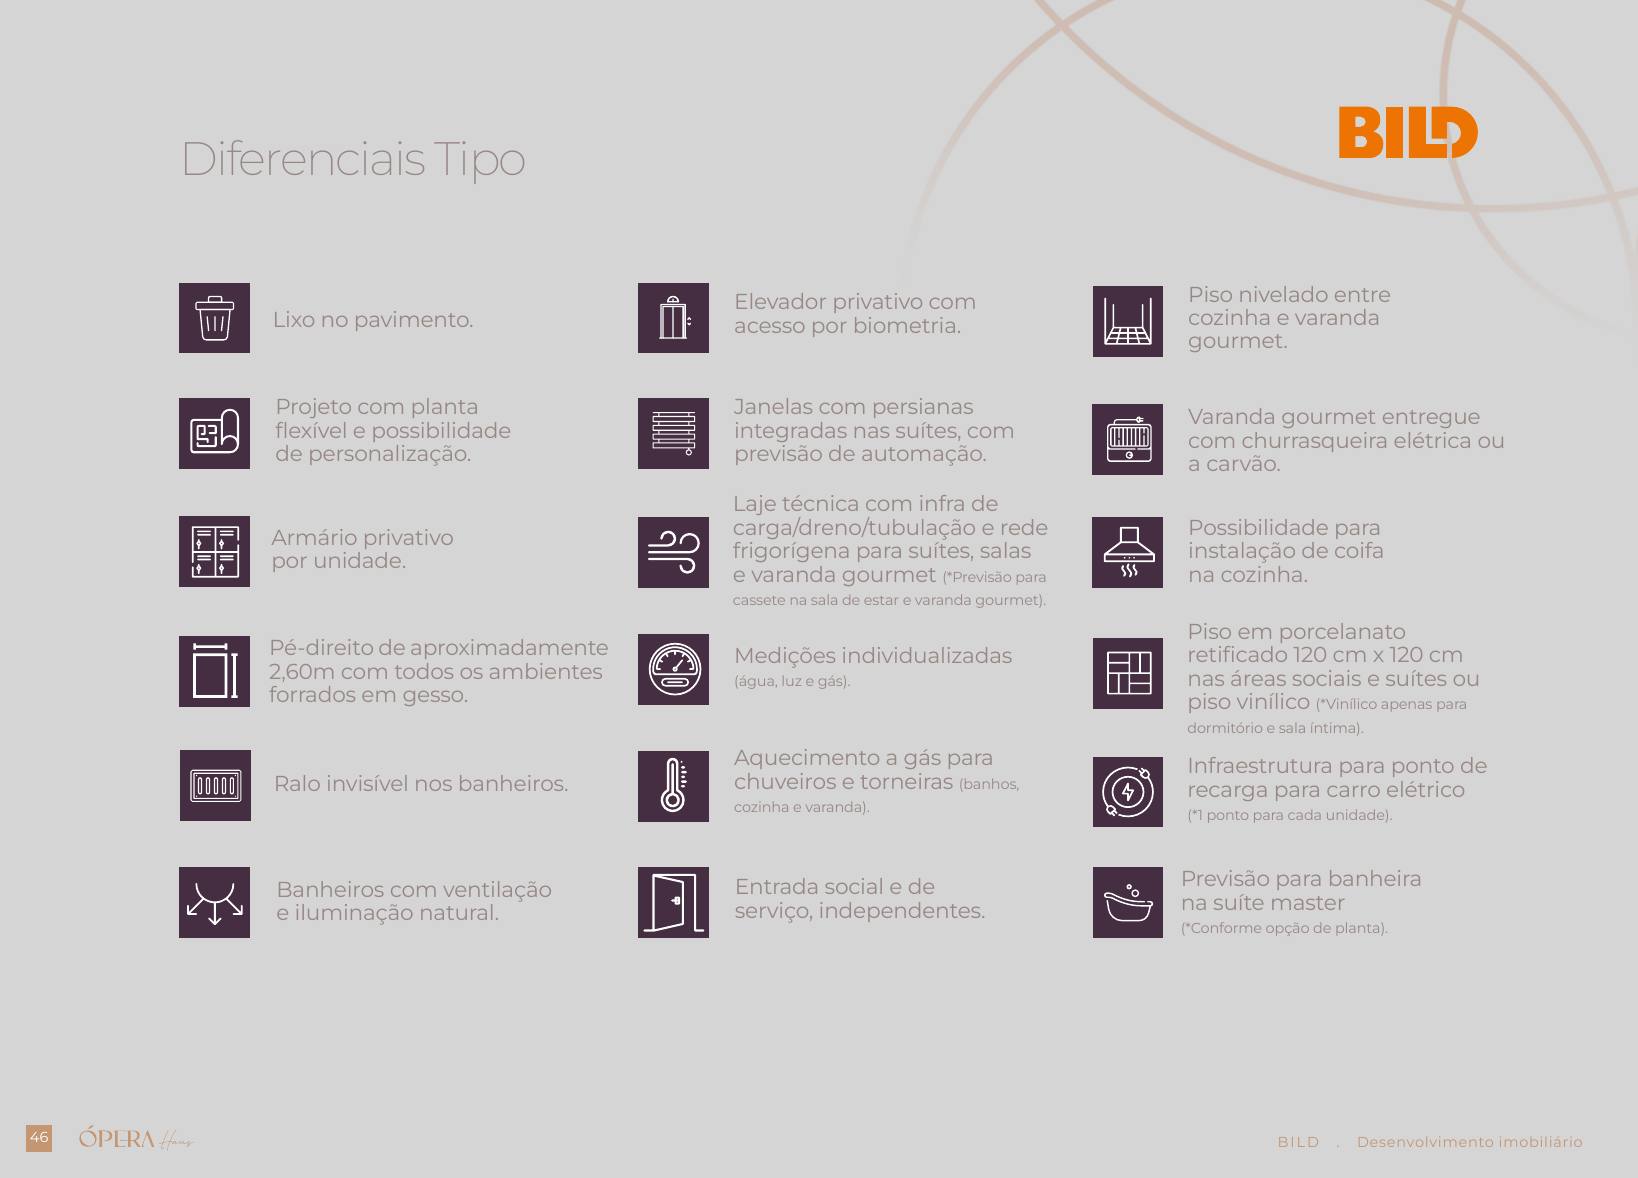 BILD
Diferenciais Tipo
Lixo no pavimento.
Projeto com planta
flexível e possibilidade
de personalização.
Armário privativo
por unidade.
Pé-direito de aproximadamente
2,60m com todos os ambientes
forrados em gesso.
Ralo invisível nos banheiros.
Banheiros com ventilação
e iluminação natural.
Elevador privativo com
acesso por biometria.
Janelas com persianas
integradas nas suítes, com
previsão de automação.
Laje técnica com infra de
carga/dreno/tubulação e rede
frigorígena para suítes, salas
e varanda gourmet (*Previsão para
cassete na sala de estar e varanda gourmet).
Medições individualizadas
(água, luz e gás).
Aquecimento a gás para
chuveiros e torneiras (banhos,
cozinha e varanda).
Entrada social e de
serviço, independentes.
Piso nivelado entre
cozinha e varanda
gourmet.
Varanda gourmet entregue
com churrasqueira elétrica ou
a carvão.
Possibilidade para
instalação de coifa
na cozinha.
Piso em porcelanato
retificado 120 cm x 120 cm
nas áreas sociais e suítes ou
piso vinílico (*Vinílico apenas para
dormitório e sala íntima).
Infraestrutura para ponto de
recarga para carro elétrico
(*1 ponto para cada unidade).
Previsão para banheira
na suíte master
(*Conforme opção de planta).
46
ÓPERA Haus
BILD . Desenvolvimento imobiliário